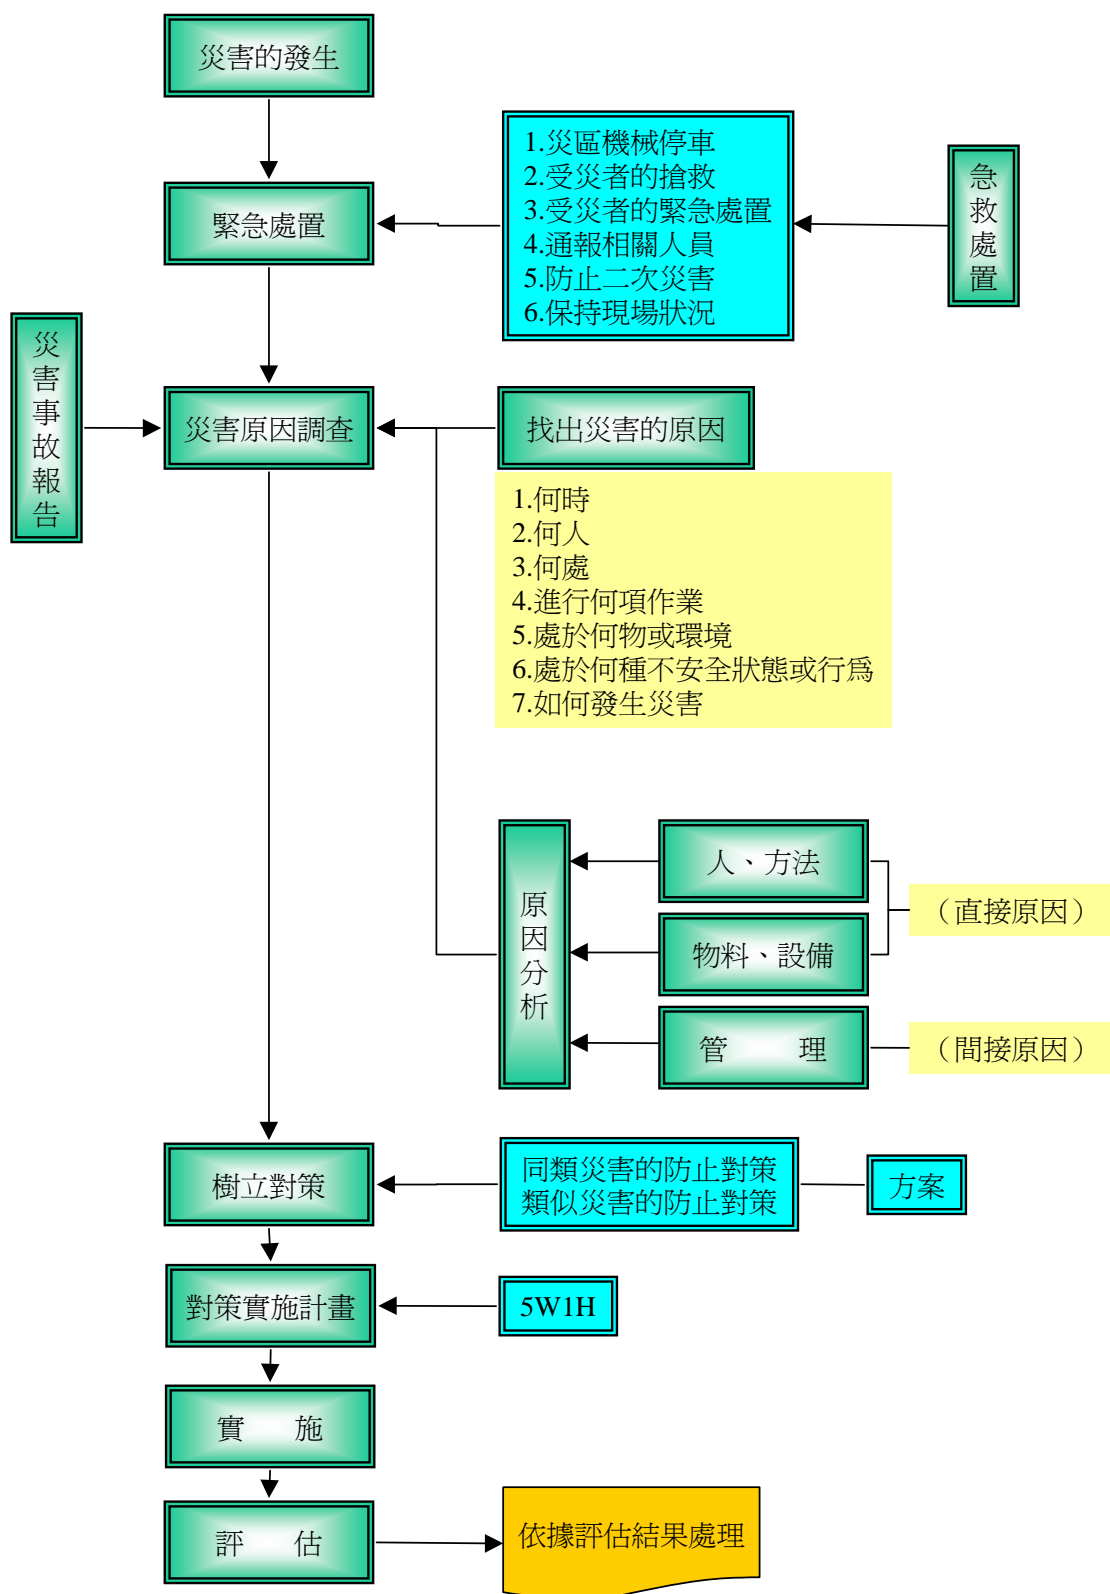 災害的發生
1.災區機械停車
2.受災者的搶救
3.受災者的緊急處置
4.通報相關人員
5.防止二次災害
6.保持現場狀況
急救處置
緊急處置
災害事故報告
災害原因調查
找出災害的原因
1.何時
2.何人
3.何處
4.進行何項作業
5.處於何物或環境
6.處於何種不安全狀態或行為
7.如何發生災害
原因分析
人、方法
物料、設備
管 理
（直接原因）
（間接原因）
樹立對策
同類災害的防止對策
類似災害的防止對策
方案
對策實施計畫
5W1H
實 施
評 估
依據評估結果處理